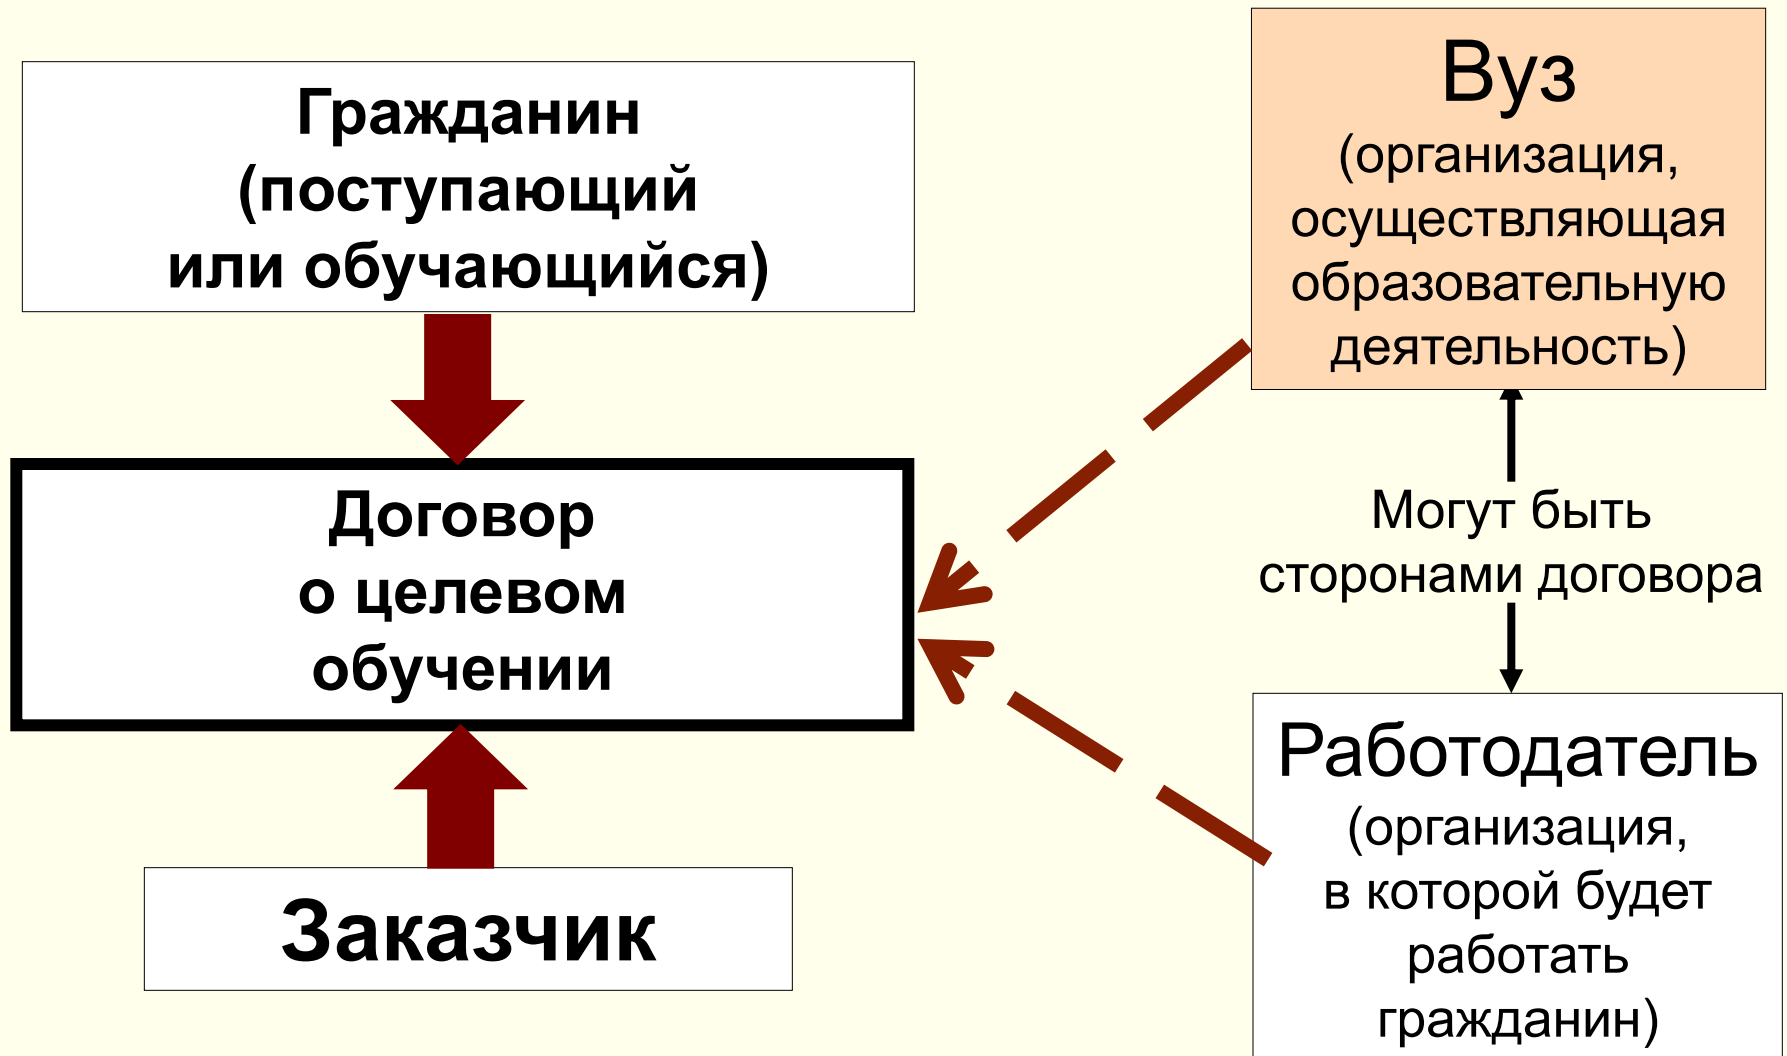 Гражданин
(поступающий
или обучающийся)
Договор
о целевом
обучении
Заказчик
Вуз
(организация,
осуществляющая
образовательную
деятельность)
Могут быть
сторонами договора
Работодатель
(организация,
в которой будет
работать
гражданин)